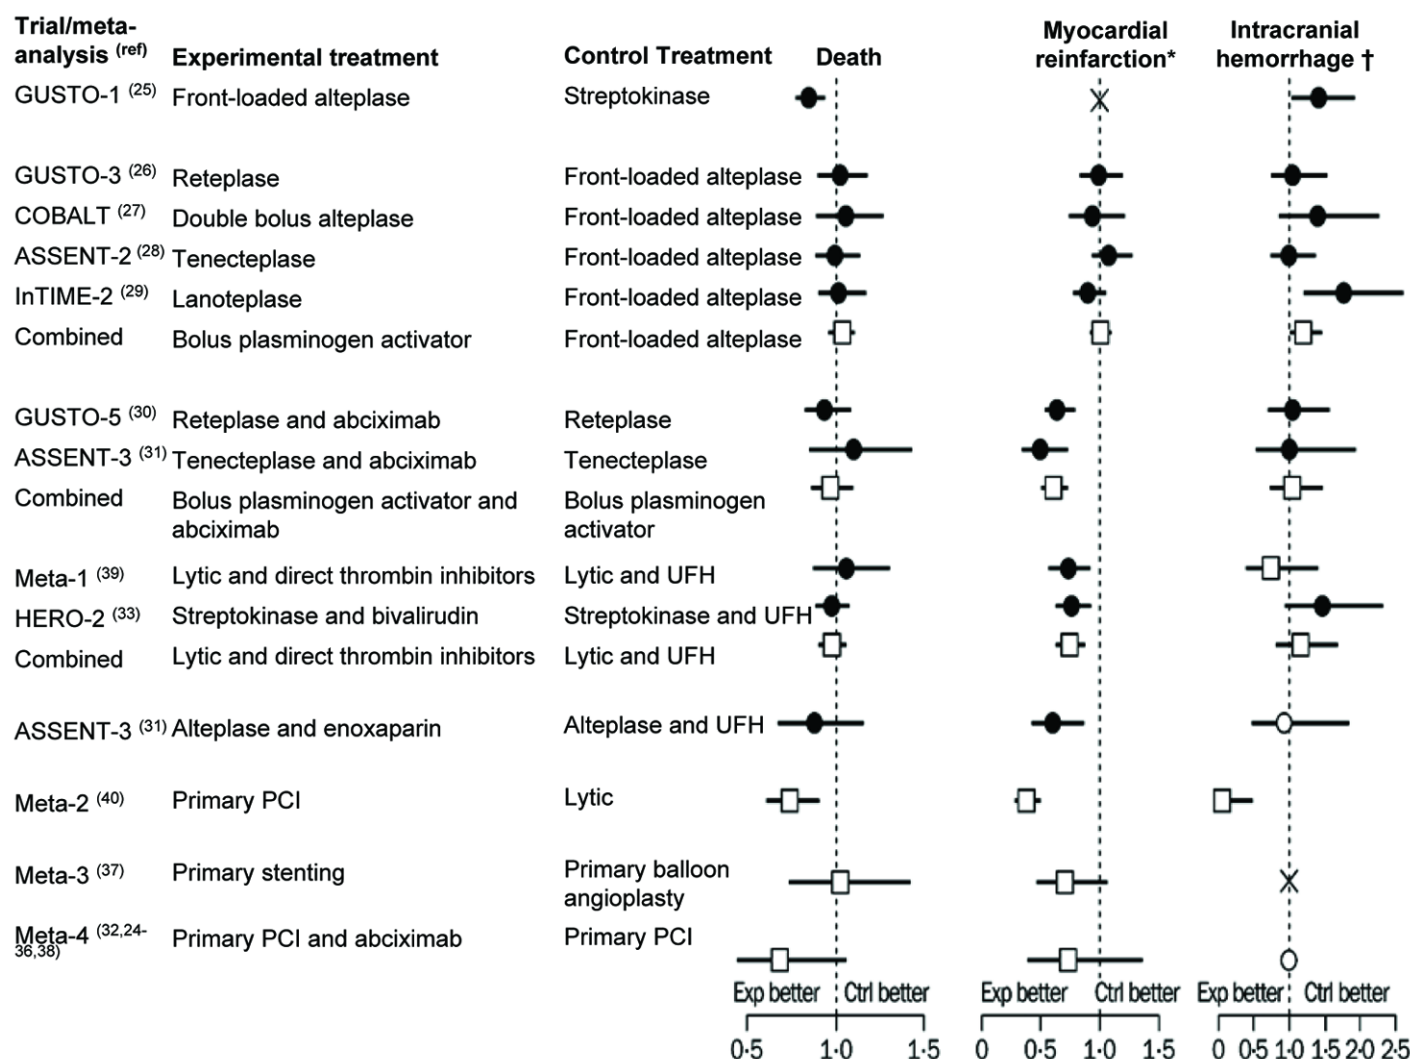 Trial/meta-
analysis (ref) Experimental treatment Control Treatment Death Myocardial reinfarction* Intracranial hemorrhage †
GUSTO-1 (25) Front-loaded alteplase Streptokinase
GUSTO-3 (26) Reteplase Front-loaded alteplase
COBALT (27) Double bolus alteplase Front-loaded alteplase
ASSENT-2 (28) Tenecteplase Front-loaded alteplase
InTIME-2 (29) Lanoteplase Front-loaded alteplase
Combined Bolus plasminogen activator Front-loaded alteplase
GUSTO-5 (30) Reteplase and abciximab Reteplase
ASSENT-3 (31) Tenecteplase and abciximab Tenecteplase
Combined Bolus plasminogen activator and Bolus plasminogen
abciximab activator
Meta-1 (39) Lytic and direct thrombin inhibitors Lytic and UFH
HERO-2 (33) Streptokinase and bivalirudin Streptokinase and UFH
Combined Lytic and direct thrombin inhibitors Lytic and UFH
ASSENT-3 (31) Alteplase and enoxaparin Alteplase and UFH
Meta-2 (40) Primary PCI Lytic
Meta-3 (37) Primary stenting Primary balloon
angioplasty
Meta-4 (32,24-
36,38) Primary PCI and abciximab Primary PCI
Exp better Ctrl better Exp better Ctrl better Exp better Ctrl better
0·5 1·0 1·5 0 0·5 1·0 1·5 0 0·5 1·0 1·5 2·0 2·5